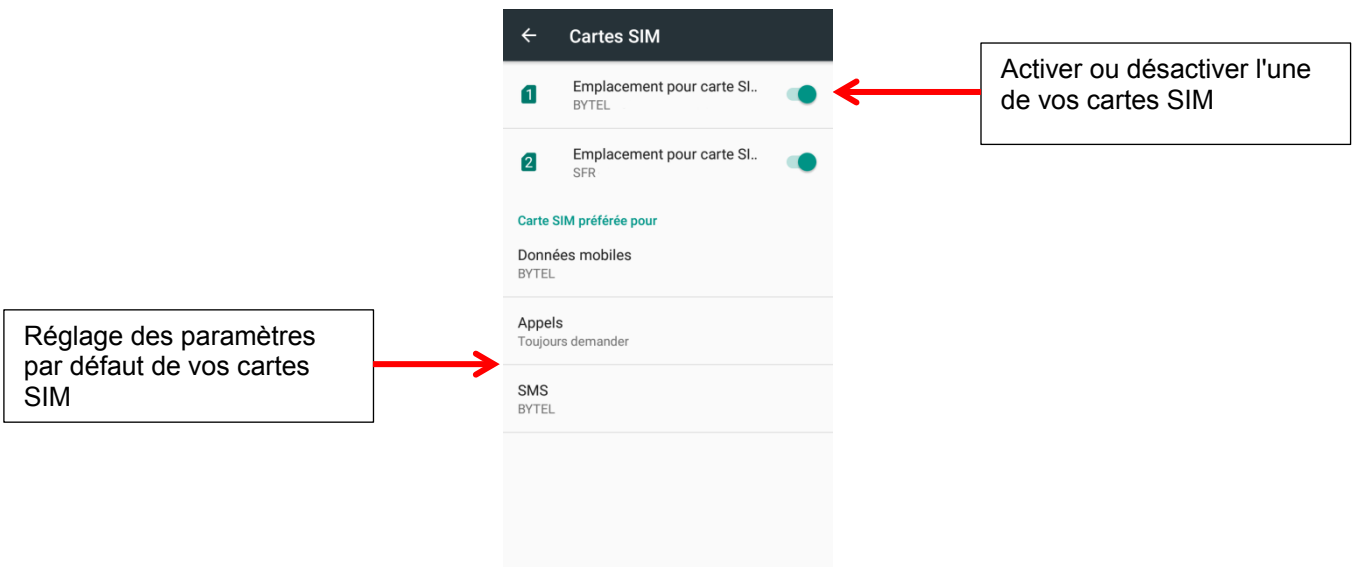 Cartes SIM
1
Emplacement pour carte SI..
BYTEL
2
Emplacement pour carte SI..
SFR
Carte SIM préférée pour
Données mobiles
BYTEL
Appels
Toujours demander
SMS
BYTEL
Activer ou désactiver l'une
de vos cartes SIM
Réglage des paramètres
par défaut de vos cartes
SIM